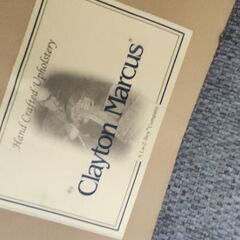 Hand Crafted Upholstery
by
Clayton Marcus®
A La-Z-Boy® Company